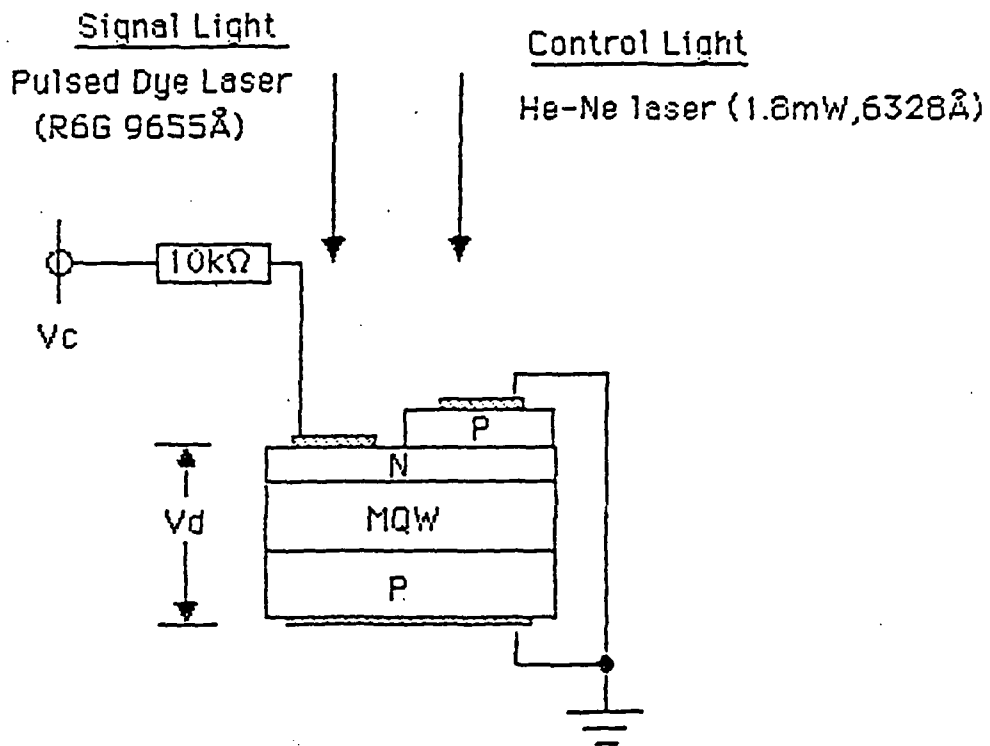 Signal Light
Pulsed Dye Laser
(R6G 9655Å)
Control Light
He-Ne laser (1.8mW,6328Å)
10kΩ
Vc
P
N
MQW
Vd
P